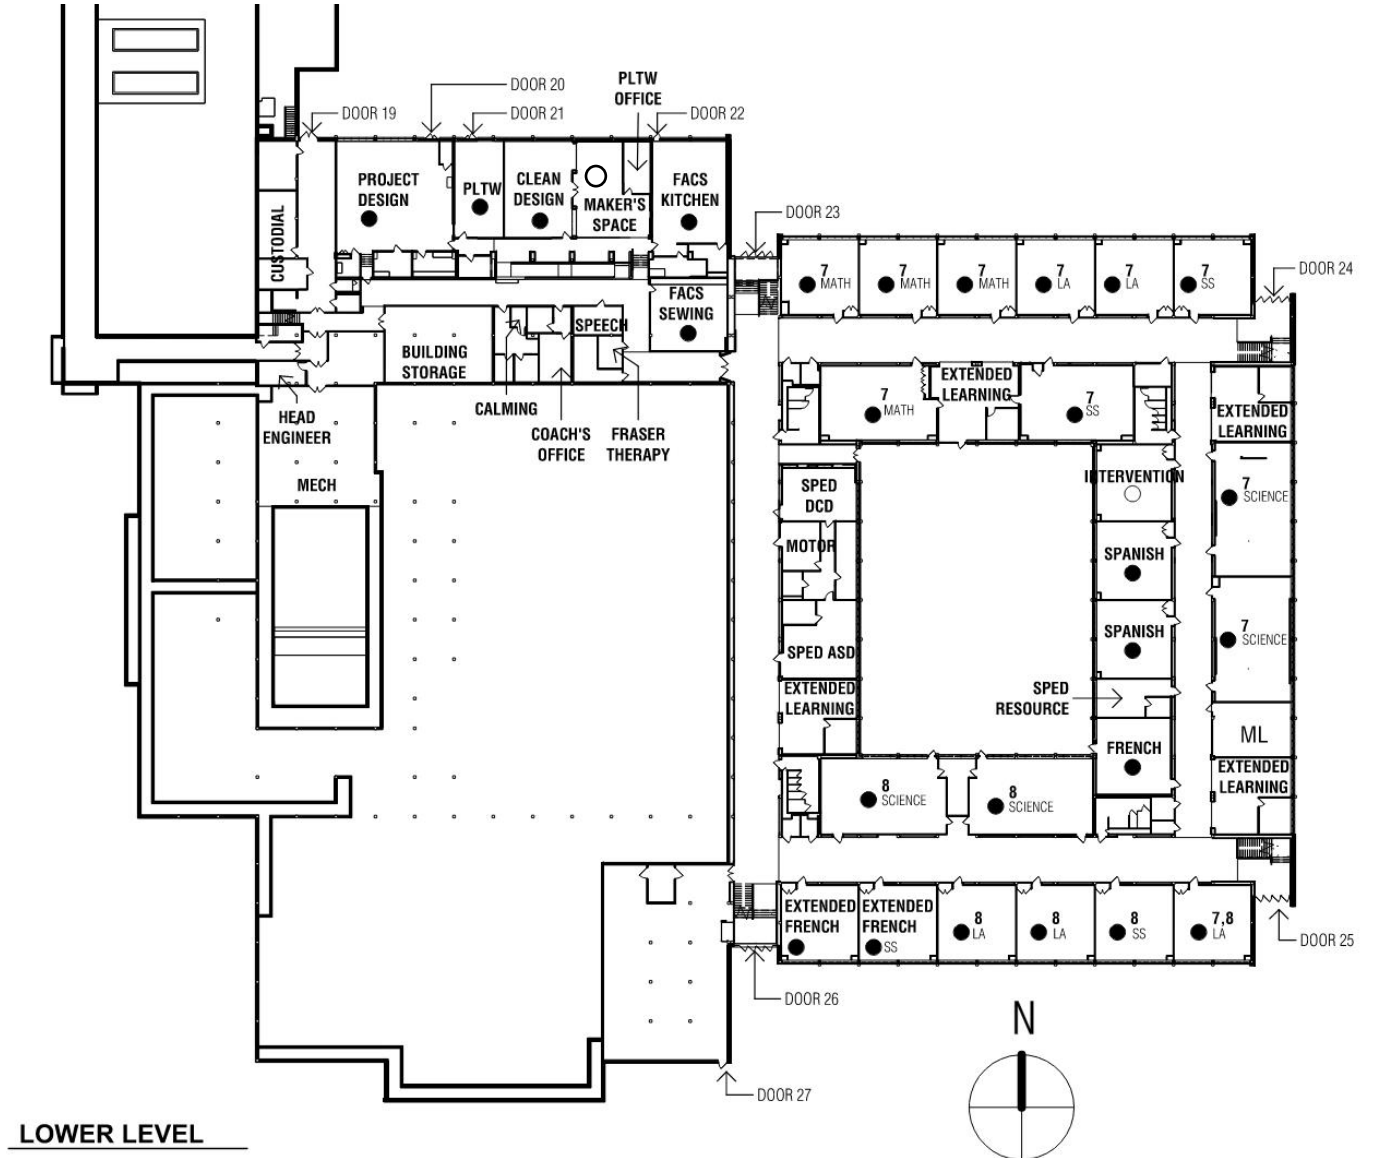 DOOR 20
PLTW
OFFICE
DOOR 19
DOOR 21
DOOR 22
PROJECT
DESIGN
PLTW
CLEAN
DESIGN
MAKER'S
SPACE
FACS
KITCHEN
CUSTODIAL
DOOR 23
DOOR 24
7
MATH
7
MATH
7
MATH
7
LA
7
LA
7
SS
FACS
SEWING
SPEECH
BUILDING
STORAGE
CALMING
COACH'S
OFFICE
FRASER
THERAPY
HEAD
ENGINEER
MECH
7
MATH
EXTENDED
LEARNING
7
SS
EXTENDED
LEARNING
SPED
DCD
INTERVENTION
7
SCIENCE
MOTOR
SPANISH
SPED ASD
SPANISH
7
SCIENCE
EXTENDED
LEARNING
SPED
RESOURCE
ML
FRENCH
EXTENDED
LEARNING
8
SCIENCE
8
SCIENCE
EXTENDED
FRENCH
EXTENDED
FRENCH
SS
8
LA
8
LA
8
SS
7,8
LA
DOOR 25
DOOR 26
DOOR 27
N
LOWER LEVEL